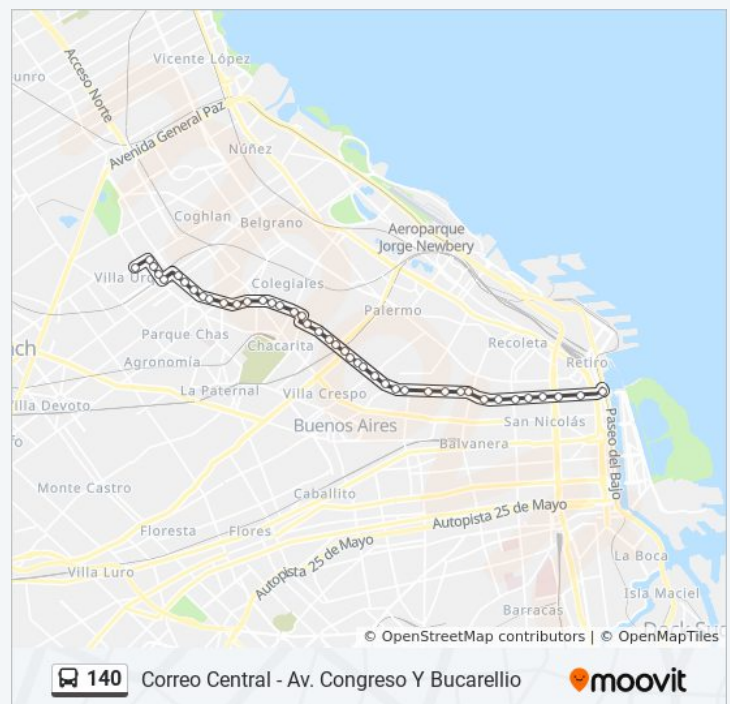 Vicente López
unro
Acceso Norte
Avenida General Paz
Núñez
Coghlan
Belgrano
Aeroparque
Jorge Newbery
Villa Urq
Colegiales
Palermo
Parque Chas
Chacarita
Recoleta
Retiro
ch
Agronomía
La Paternal
Villa Crespo
illa Devoto
San Nicolás
Buenos Aires
Balvanera
fo
Paseo del Bajo
Monte Castro
Caballito
Autopista 25 de Mayo
Floresta
Flores
Autopista 25 de Mayo
La Boca
Villa Luro
Isla Maciel
Barracas
© OpenStreetMap contributors | © OpenMapTiles
140 Correo Central - Av. Congreso Y Bucarellio moovit